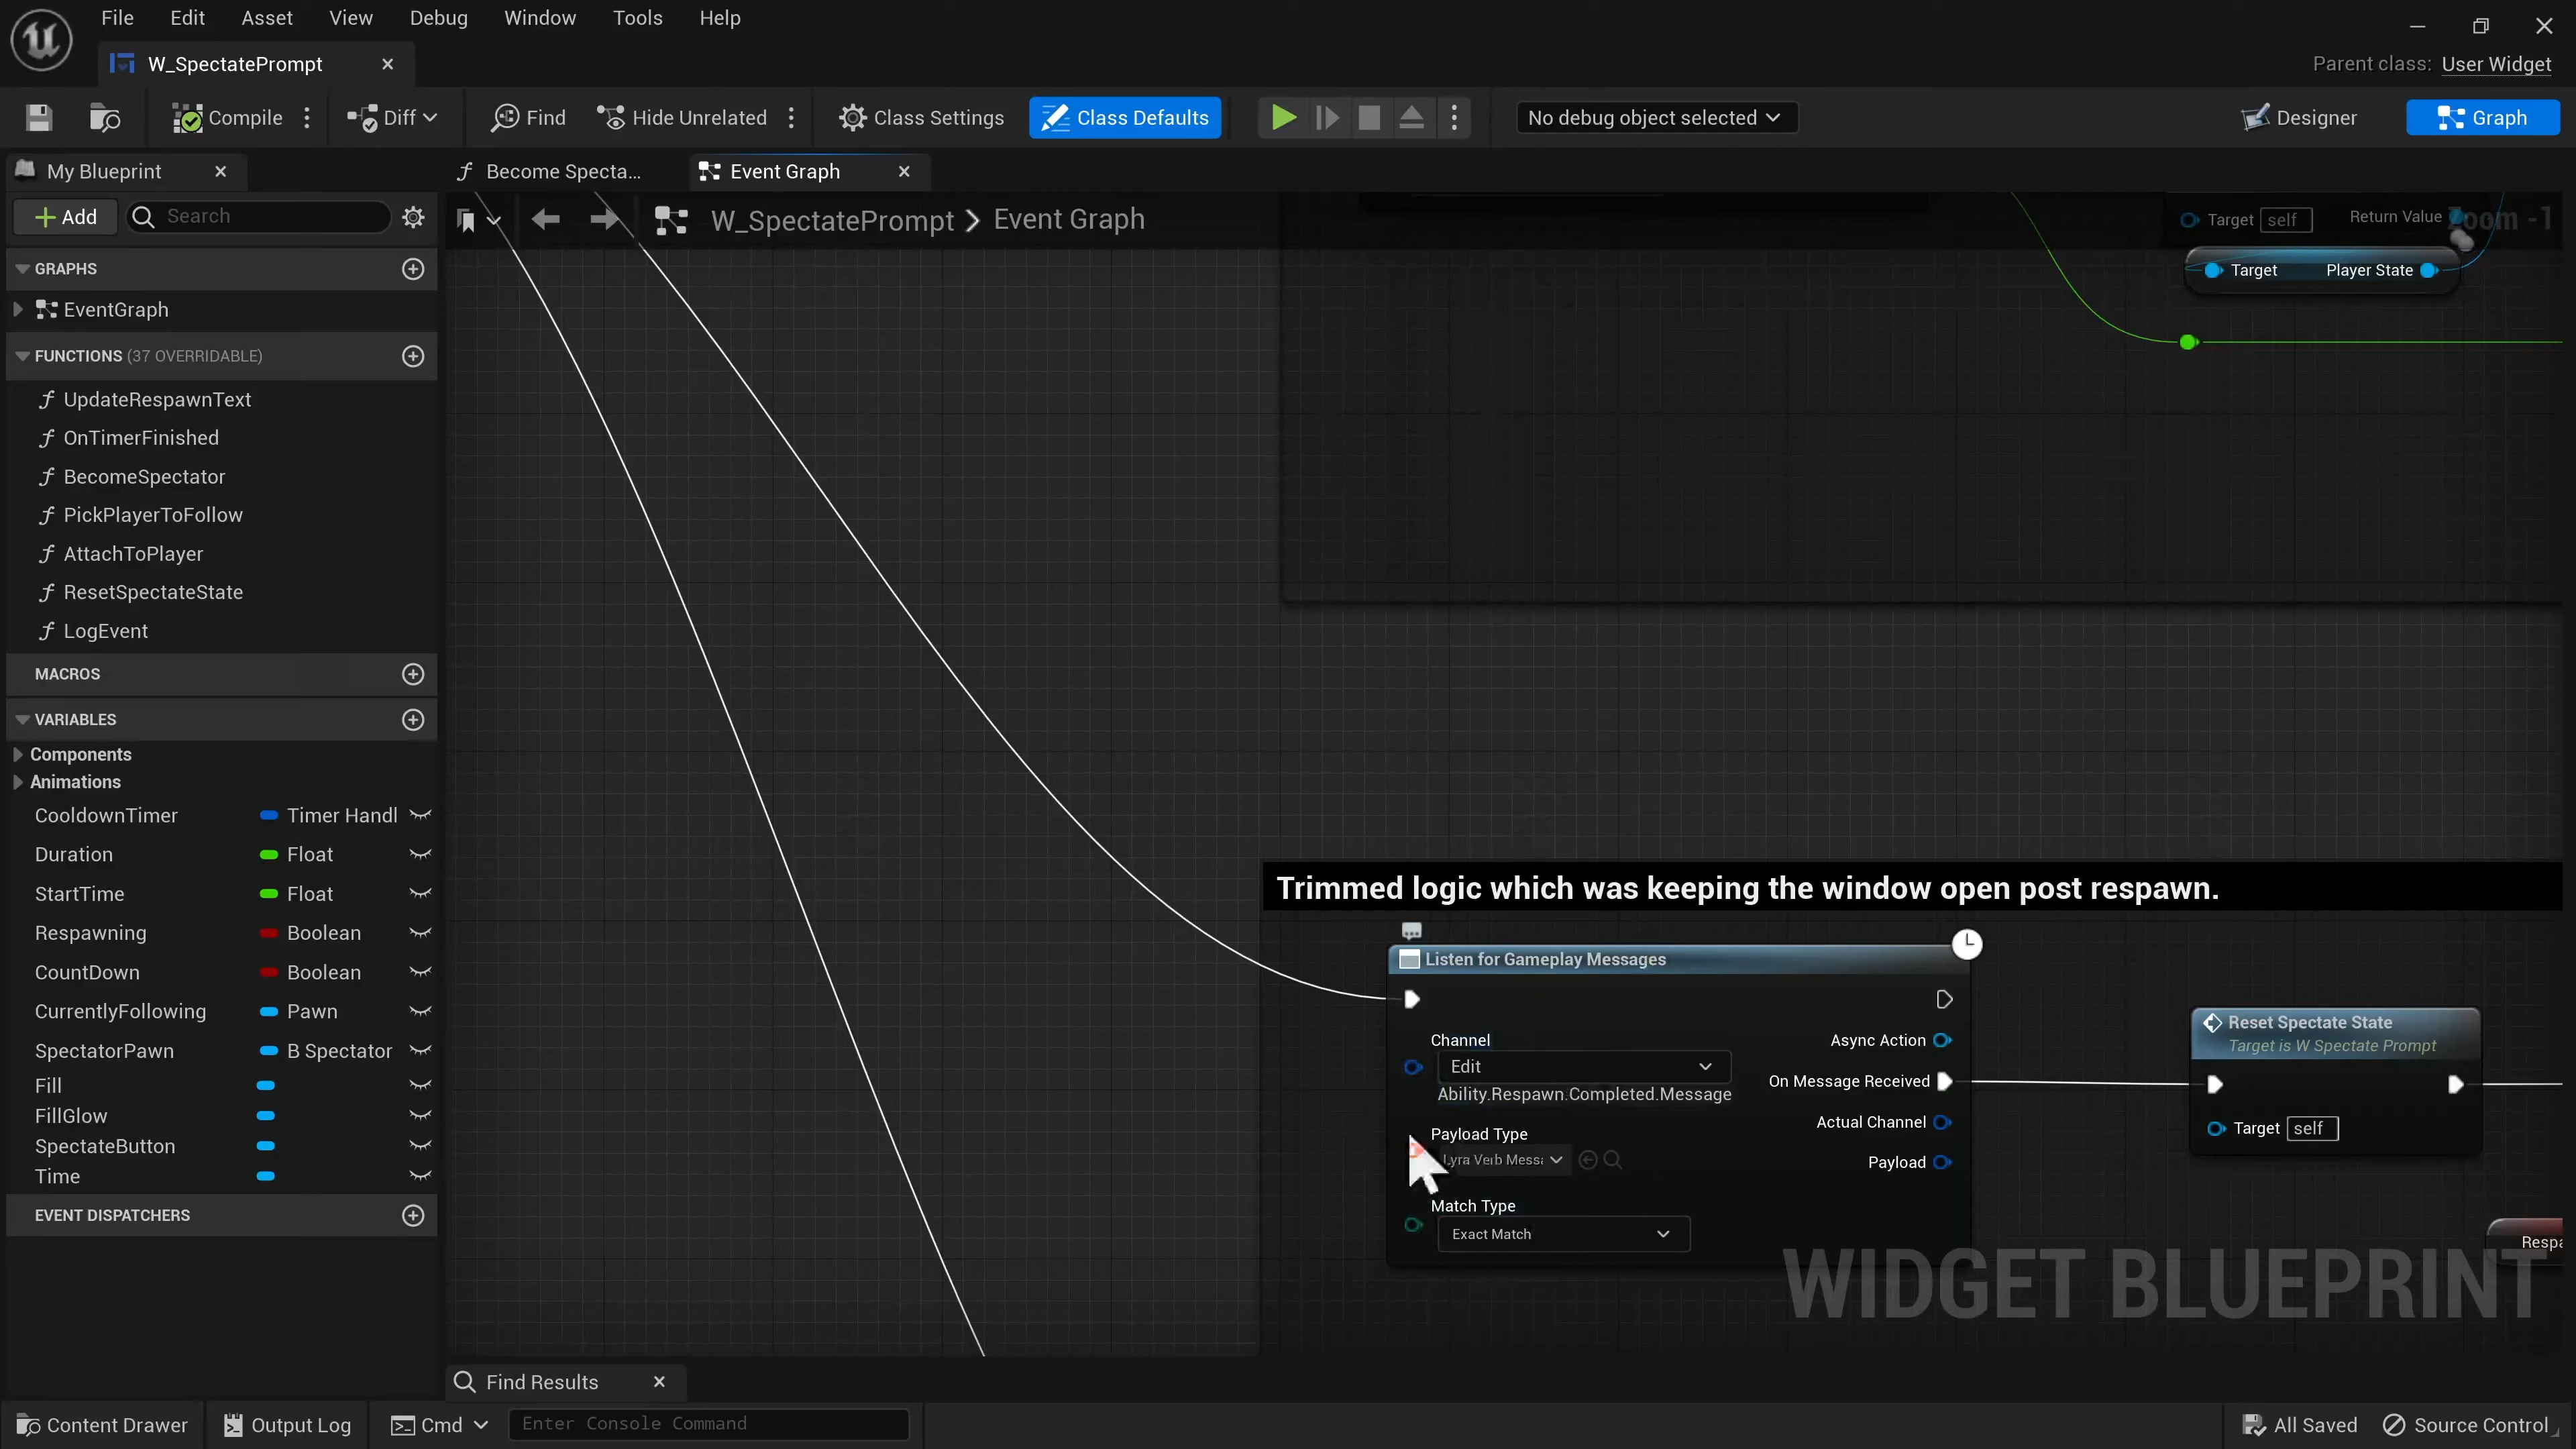 File Edit Asset View Debug Window Tools Help
W_SpectatePrompt
Parent class: User Widget
Compile Diff Find Hide Unrelated Class Settings Class Defaults No debug object selected Designer Graph
My Blueprint Become Specta... Event Graph
Add Search
W_SpectatePrompt > Event Graph
Zoom -1
Target self Return Value
Target Player State
GRAPHS
EventGraph
FUNCTIONS (37 OVERRIDABLE)
UpdateRespawnText
OnTimerFinished
BecomeSpectator
PickPlayerToFollow
AttachToPlayer
ResetSpectateState
LogEvent
MACROS
VARIABLES
Components
Animations
CooldownTimer Timer Handl
Duration Float
StartTime Float
Respawning Boolean
CountDown Boolean
CurrentlyFollowing Pawn
SpectatorPawn B Spectator
Fill
FillGlow
SpectateButton
Time
EVENT DISPATCHERS
Trimmed logic which was keeping the window open post respawn.
Listen for Gameplay Messages
Channel
Edit
Ability.Respawn.Completed.Message
Payload Type
Lyra Verb Messa
Match Type
Exact Match
Async Action
On Message Received
Actual Channel
Payload
Reset Spectate State
Target is W Spectate Prompt
Target self
Respa
WIDGET BLUEPRINT
Find Results
Content Drawer Output Log Cmd Enter Console Command All Saved Source Control